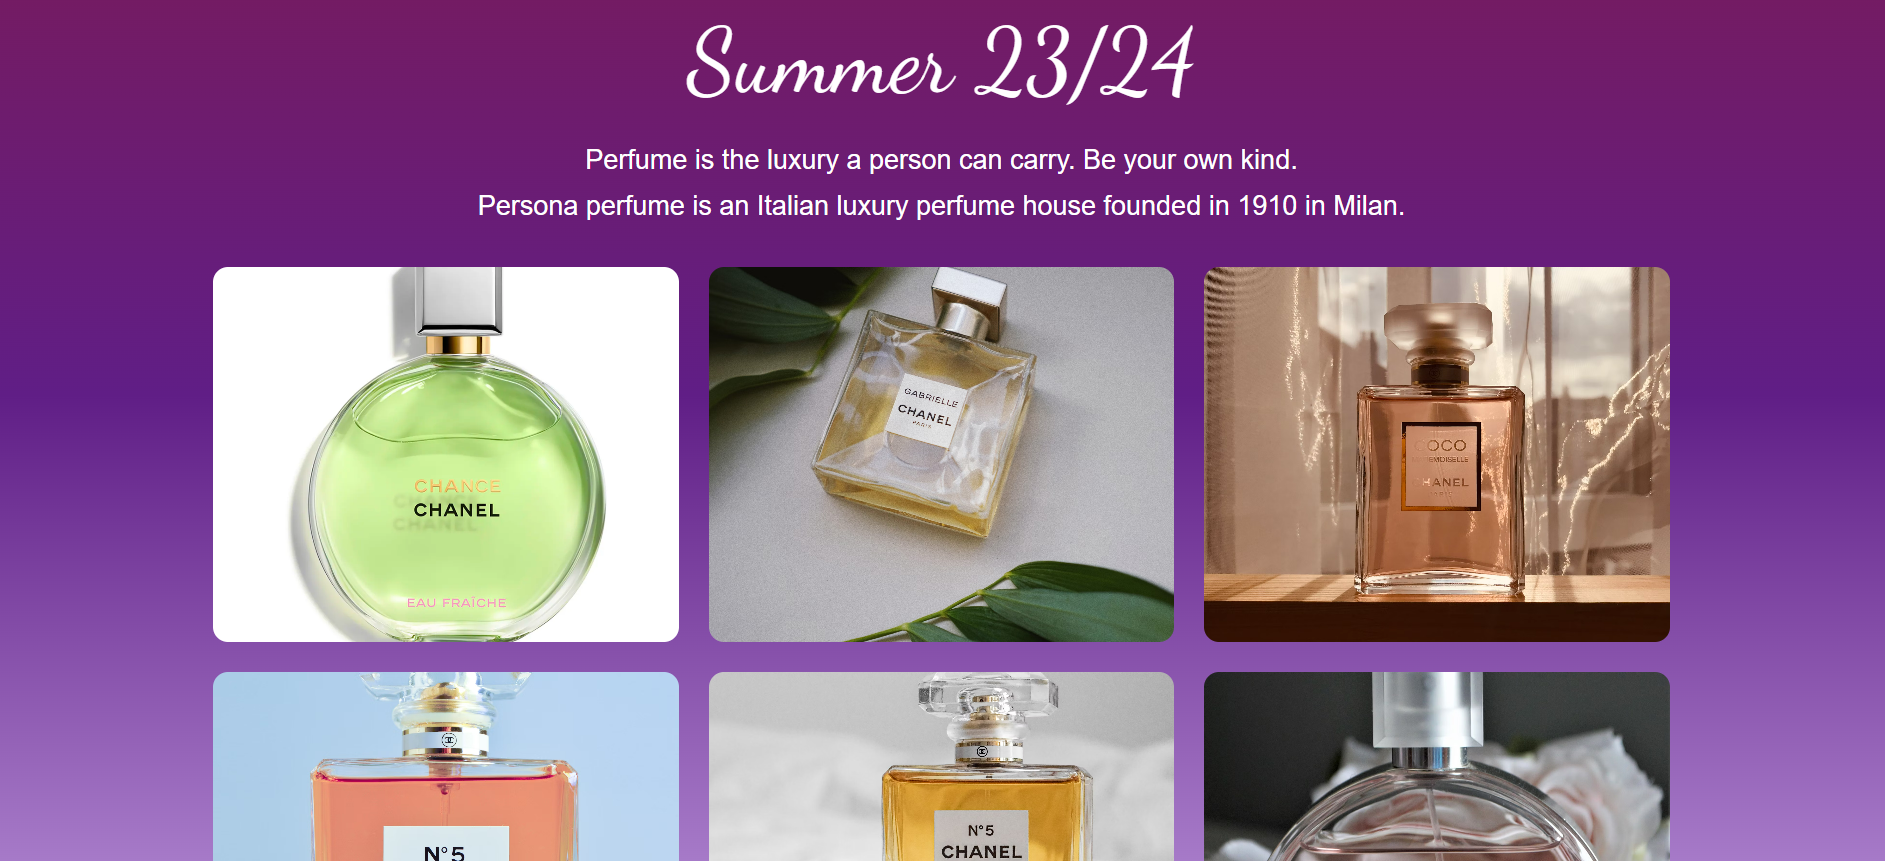 Summer 23/24
Perfume is the luxury a person can carry. Be your own kind.
Persona perfume is an Italian luxury perfume house founded in 1910 in Milan.
CHANCE
CHANEL
EAU FRAÎCHE
GABRIELLE
CHANEL
PARIS
COCO
MADEMOISELLE
CHANEL
N°5
N°5
CHANEL